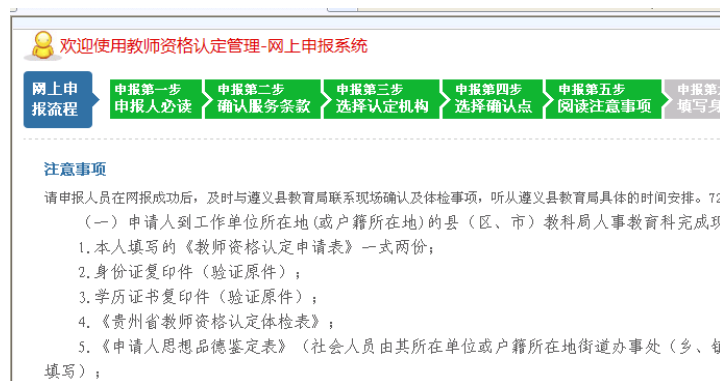 欢迎使用教师资格认定管理-网上申报系统
网上申报流程
申报第一步 申报人必读
申报第二步 确认服务条款
申报第三步 选择认定机构
申报第四步 选择确认点
申报第五步 阅读注意事项
申报第 填写
注意事项
请申报人员在网报成功后，及时与遵义县教育局联系现场确认及体检事项，听从遵义县教育局具体的时间安排。72
（一）申请人到工作单位所在地(或户籍所在地)的县（区、市）教科局人事教育科完成
1.本人填写的《教师资格认定申请表》一式两份；
2.身份证复印件（验证原件）；
3.学历证书复印件（验证原件）；
4.《贵州省教师资格认定体检表》；
5.《申请人思想品德鉴定表》（社会人员由其所在单位或户籍所在地街道办事处（乡、
填写）；